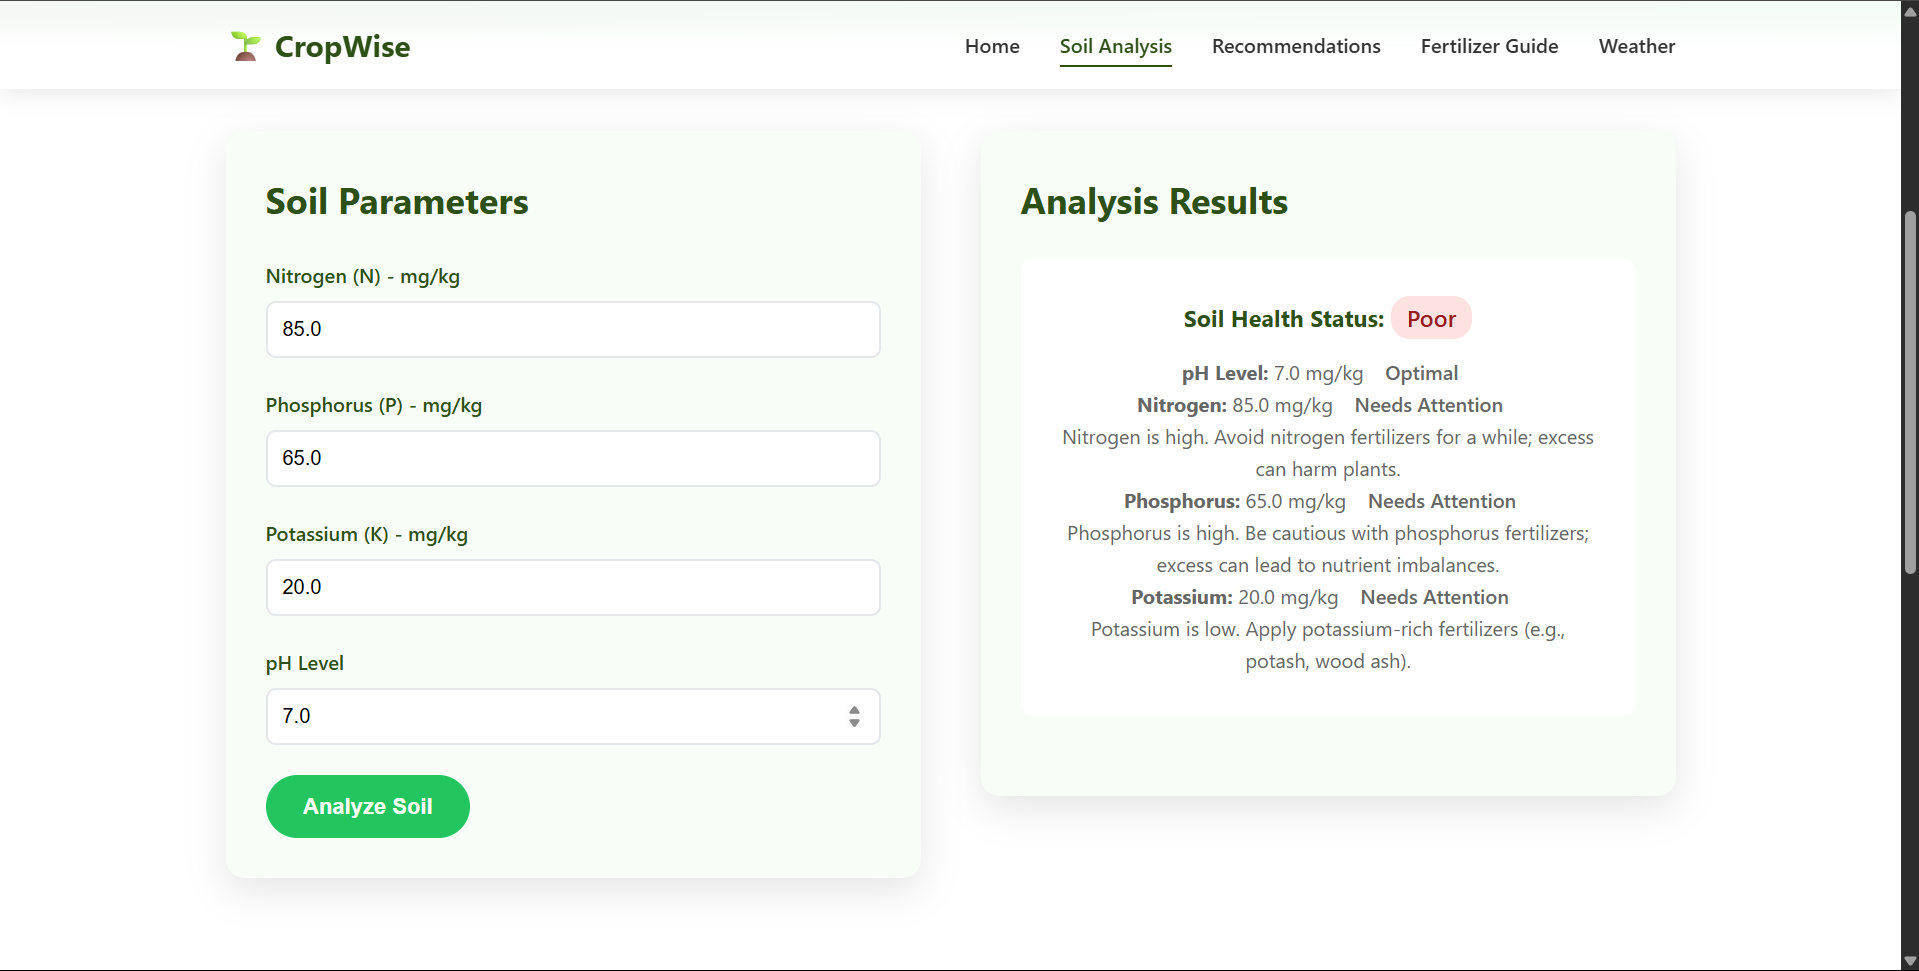 CropWise
Home Soil Analysis Recommendations Fertilizer Guide Weather
Soil Parameters
Nitrogen (N) - mg/kg
85.0
Phosphorus (P) - mg/kg
65.0
Potassium (K) - mg/kg
20.0
pH Level
7.0
Analyze Soil
Analysis Results
Soil Health Status: Poor
pH Level: 7.0 mg/kg Optimal
Nitrogen: 85.0 mg/kg Needs Attention
Nitrogen is high. Avoid nitrogen fertilizers for a while; excess
can harm plants.
Phosphorus: 65.0 mg/kg Needs Attention
Phosphorus is high. Be cautious with phosphorus fertilizers;
excess can lead to nutrient imbalances.
Potassium: 20.0 mg/kg Needs Attention
Potassium is low. Apply potassium-rich fertilizers (e.g.,
potash, wood ash).